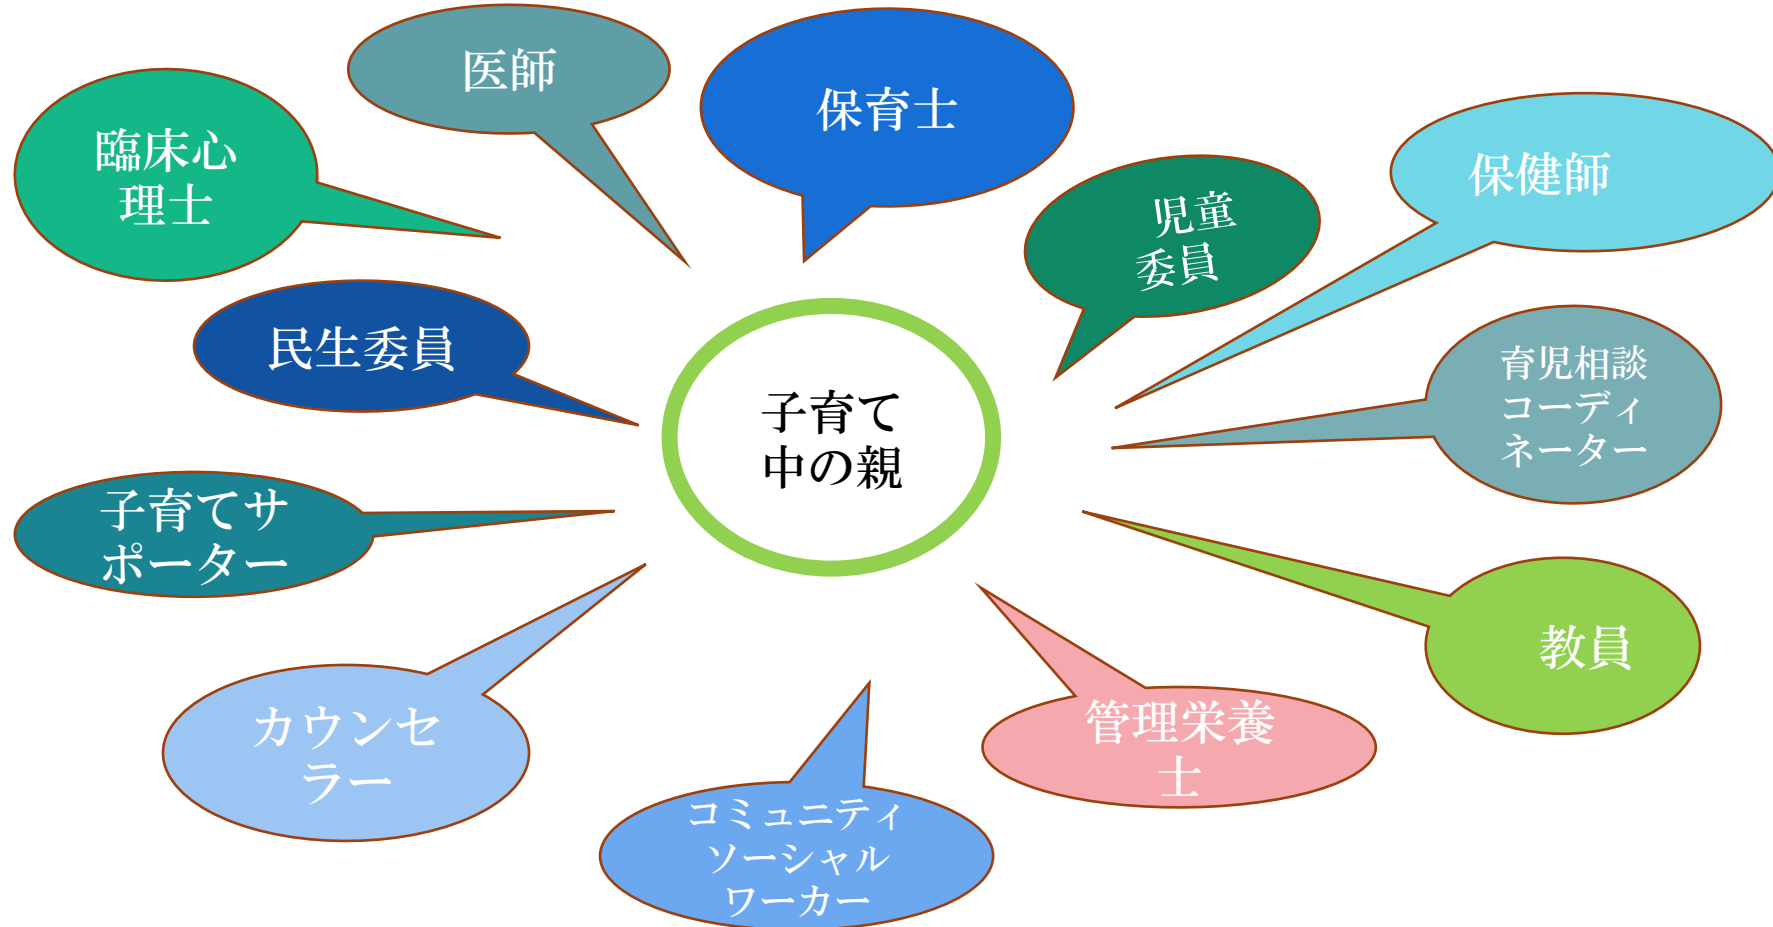 医師
保育士
臨床心
理士
保健師
児童
委員
民生委員
育児相談
コーディ
ネーター
子育て
中の親
子育てサ
ポーター
教員
カウンセ
ラー
管理栄養
士
コミュニティ
ソーシャル
ワーカー